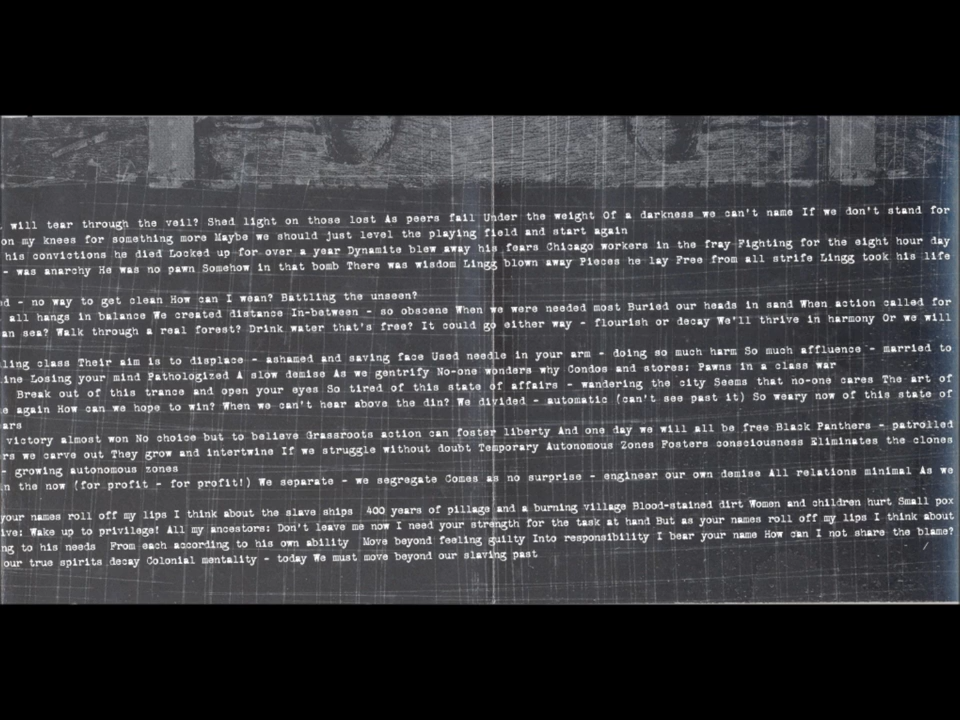 will tear through the veil? Shed light on those lost As peers fail Under the weight Of a darkness we can't name If we don't stand for
on my knees for something more Maybe we should just level the playing field and start again
his convictions he died Locked up for over a year Dynamite blew away his fears Chicago workers in the fray Fighting for the eight hour day
- was anarchy He was no pawn Somehow in that bomb There was wisdom Lingg blown away Pieces he lay Free from all strife Lingg took his life
- no way to get clean How can I wean? Battling the unseen?
all hangs in balance We created distance In-between - so obscene When we were needed most Buried our heads in sand When action called for
an sea? Walk through a real forest? Drink water that's free? It could go either way - flourish or decay We'll thrive in harmony Or we will
ling class Their aim is to displace - ashamed and saving face Used needle in your arm - doing so much harm So much affluence - married to
ine Losing your mind Pathologized A slow demise As we gentrify No-one wonders why Condos and stores: Pawns in a class war
Break out of this trance and open your eyes So tired of this state of affairs - wandering the city Seems that no-one cares The art of
e again How can we hope to win? When we can't hear above the din? We divided - automatic (can't see past it) So weary now of this state of
ars
victory almost won No choice but to believe Grassroots action can foster liberty And one day we will all be free Black Panthers - patrolled
rs we carve out They grow and intertwine If we struggle without doubt Temporary Autonomous Zones Fosters consciousness Eliminates the clones
- growing autonomous zones
in the now (for profit - for profit!) We separate - we segregate Comes as no surprise - engineer our own demise All relations minimal As we
your names roll off my lips I think about the slave ships 400 years of pillage and a burning village Blood-stained dirt Women and children hurt Small pox
ive: Wake up to privilege! All my ancestors: Don't leave me now I need your strength for the task at hand But as your names roll off my lips I think about
ng to his needs From each according to his own ability Move beyond feeling guilty Into responsibility I bear your name How can I not share the blame?
our true spirits decay Colonial mentality - today We must move beyond our slaving past